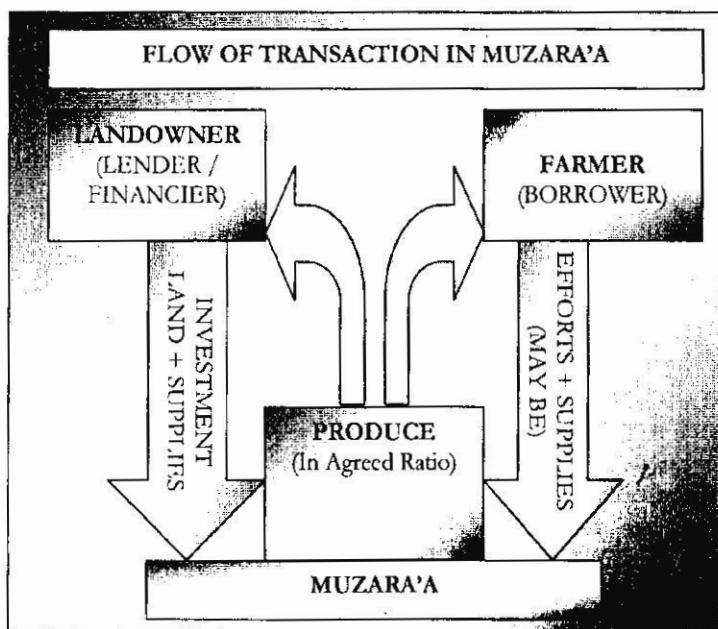 FLOW OF TRANSACTION IN MUZARA'A
LANDOWNER
(LENDER /
FINANCIER)
FARMER
(BORROWER)
INVESTMENT
LAND + SUPPLIES
EFFORTS + SUPPLIES
(MAY BE)
PRODUCE
(In Agreed Ratio)
MUZARA'A